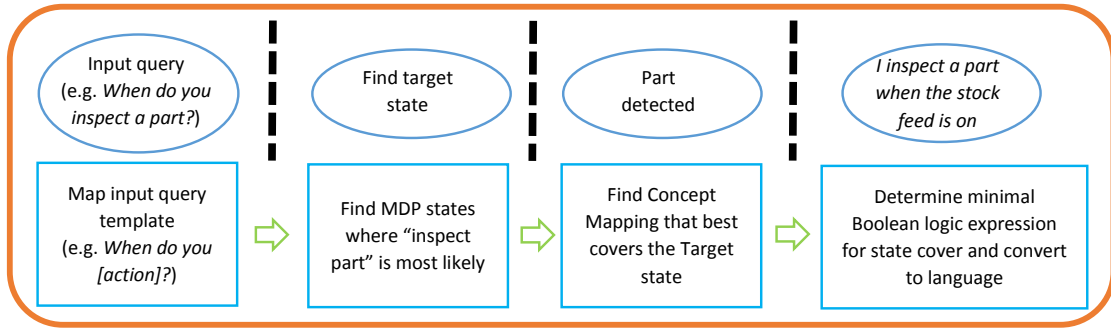 Input query
(e.g. When do you
inspect a part?)
Find target
state
Part
detected
I inspect a part
when the stock
feed is on
Map input query
template
(e.g. When do you
[action]?)
Find MDP states
where “inspect
part” is most likely
Find Concept
Mapping that best
covers the Target
state
Determine minimal
Boolean logic expression
for state cover and convert
to language